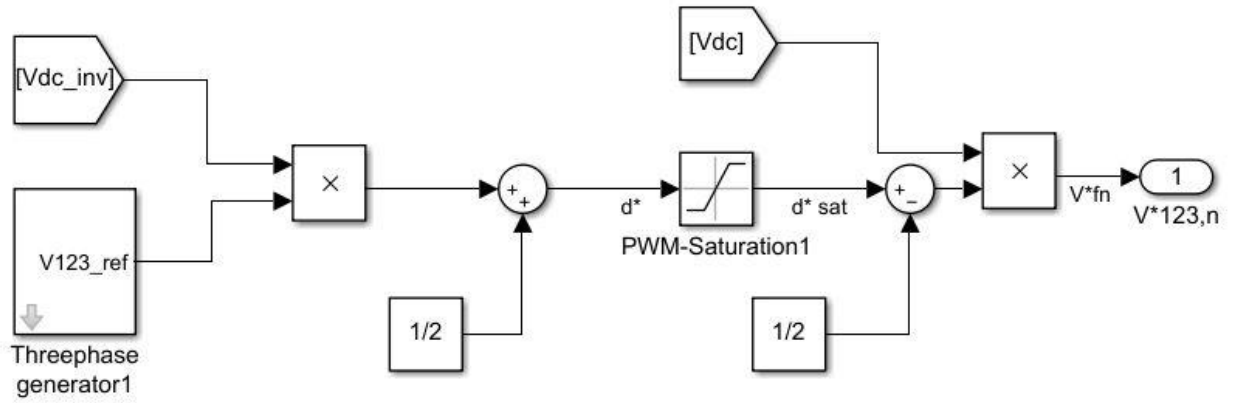 [Vdc_inv]
[Vdc]
×
×
V123_ref
Threephase
generator1
1/2
+
+
d*
PWM-Saturation1
d* sat
1/2
+
−
V*fn
1
V*123,n